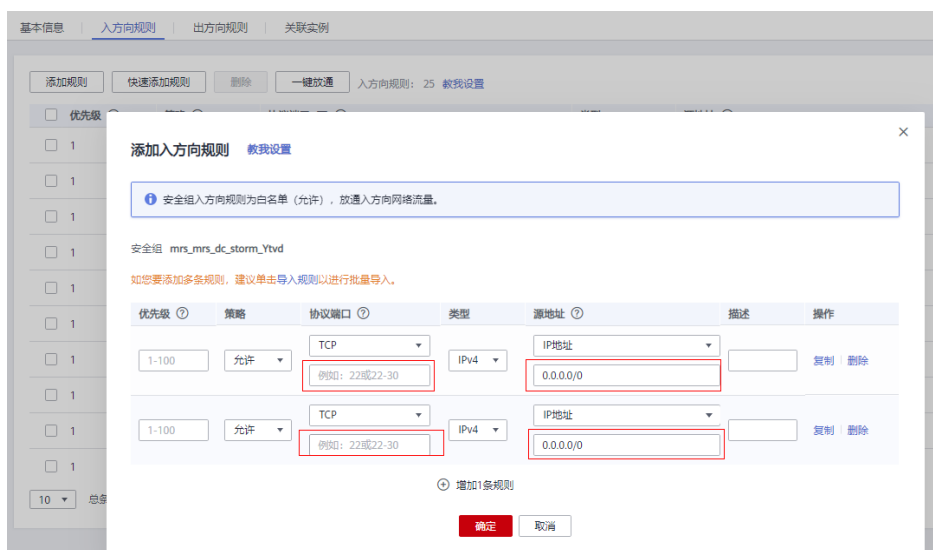 基本信息 入方向规则 出方向规则 关联实例
添加规则 快速添加规则 删除 一键放通 入方向规则: 25 教我设置
优先级
1
添加入方向规则 教我设置
1
安全组入方向规则为白名单（允许），放通入方向网络流量。
1
1
安全组 mrs_mrs_dc_storm_Ytvd
1
如您要添加多条规则，建议单击导入规则以进行批量导入。
1
优先级 策略 协议端口 类型 源地址 描述 操作
1
1-100 允许 TCP IPv4 IP地址 复制 删除
例如：22或22-30 0.0.0.0/0
1
1
1-100 允许 TCP IPv4 IP地址 复制 删除
例如：22或22-30 0.0.0.0/0
1
增加1条规则
10 总条
确定 取消